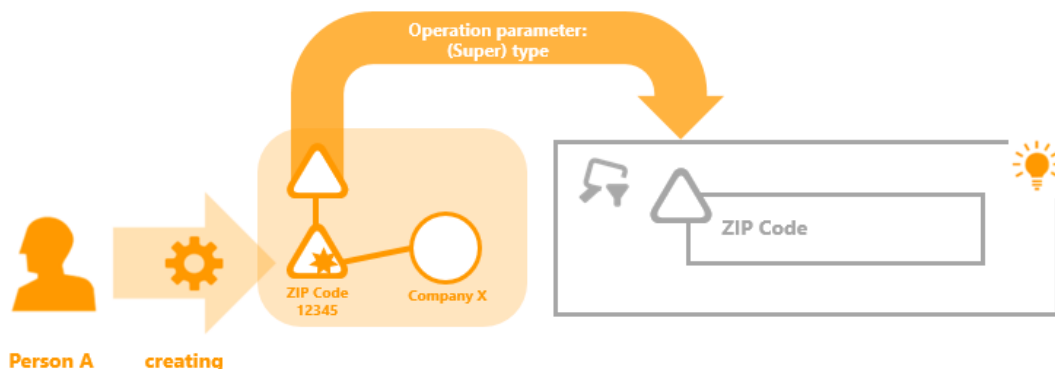 Operation parameter:
(Super) type
ZIP Code
ZIP Code
12345
Company X
Person A
creating